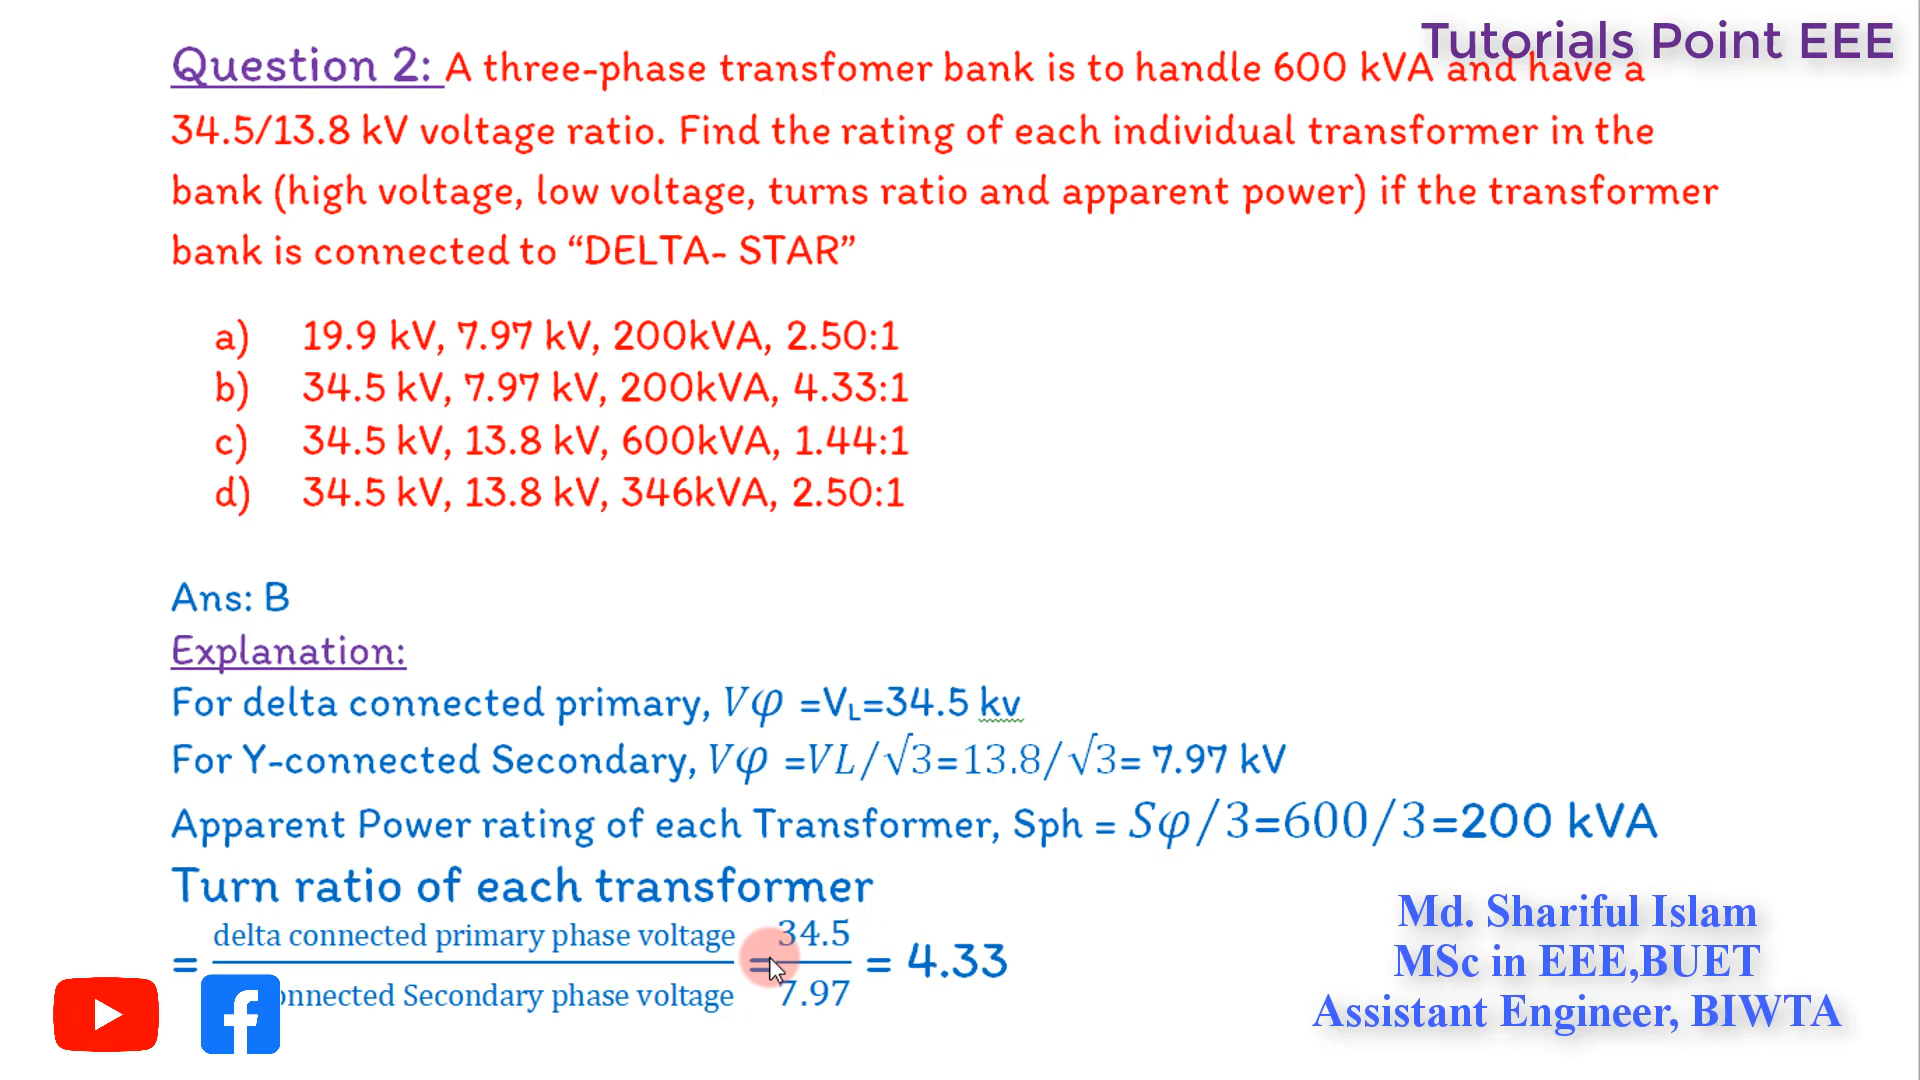 Tutorials Point EEE
Question 2: A three-phase transfomer bank is to handle 600 kVA and have a
34.5/13.8 kV voltage ratio. Find the rating of each individual transformer in the
bank (high voltage, low voltage, turns ratio and apparent power) if the transformer
bank is connected to “DELTA- STAR”
a) 19.9 kV, 7.97 kV, 200kVA, 2.50:1
b) 34.5 kV, 7.97 kV, 200kVA, 4.33:1
c) 34.5 kV, 13.8 kV, 600kVA, 1.44:1
d) 34.5 kV, 13.8 kV, 346kVA, 2.50:1
Ans: B
Explanation:
For delta connected primary, Vφ =VL=34.5 kv
For Y-connected Secondary, Vφ =VL/√3=13.8/√3= 7.97 kV
Apparent Power rating of each Transformer, Sph = Sφ/3=600/3=200 kVA
Turn ratio of each transformer
= delta connected primary phase voltage = 34.5 = 4.33
Secondary phase voltage 7.97
Md. Shariful Islam
MSc in EEE,BUET
Assistant Engineer, BIWTA